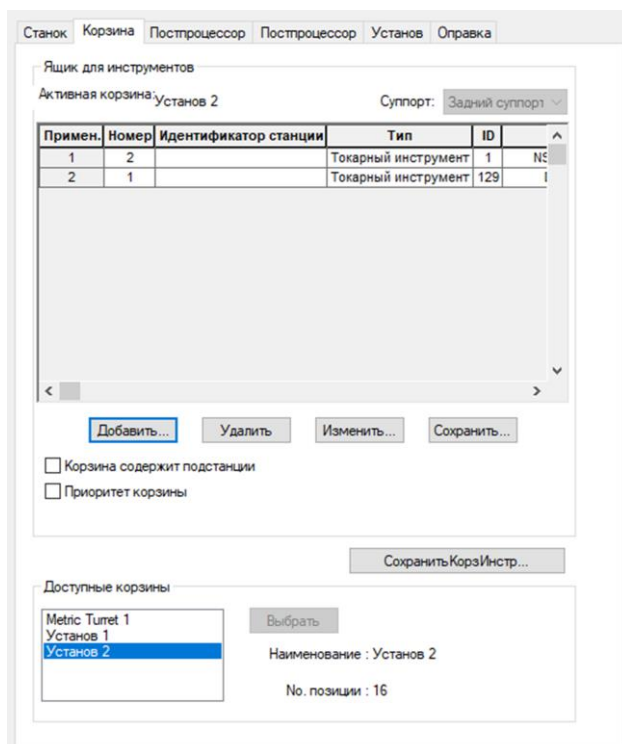 Станок Корзина Постпроцессор Постпроцессор Установ Оправка
Ящик для инструментов
Активная корзина: Установ 2 Суппорт: Задний суппорт
Примен. Номер Идентификатор станции Тип ID
1 2 Токарный инструмент 1 NS
2 1 Токарный инструмент 129
Добавить... Удалить Изменить... Сохранить...
Корзина содержит подстанции
Приоритет корзины
СохранитьКорзИнстр...
Доступные корзины
Metric Turret 1
Установ 1
Установ 2
Выбрать
Наименование : Установ 2
No. позиции : 16